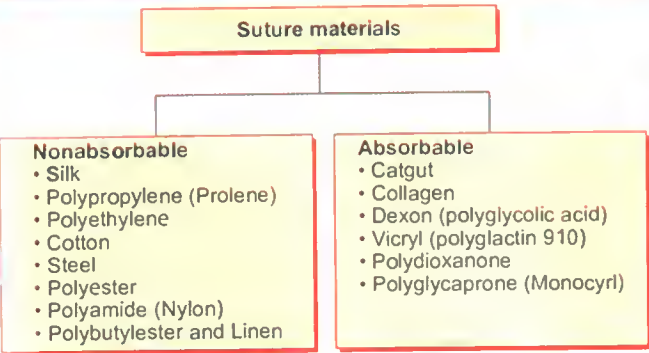 Suture materials
Nonabsorbable
• Silk
• Polypropylene (Prolene)
• Polyethylene
• Cotton
• Steel
• Polyester
• Polyamide (Nylon)
• Polybutylester and Linen
Absorbable
• Catgut
• Collagen
• Dexon (polyglycolic acid)
• Vicryl (polyglactin 910)
• Polydioxanone
• Polyglycaprone (Monocyrl)